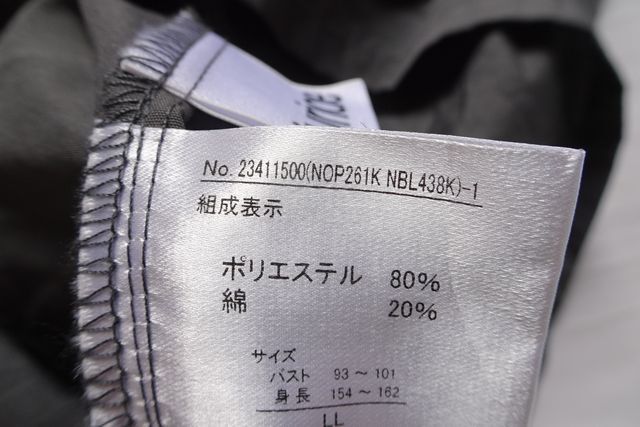 No. 23411500(NOP261K NBL438K)-1
組成表示
ポリエステル 80%
綿 20%
サイズ
バスト 93～101
身長 154～162
LL